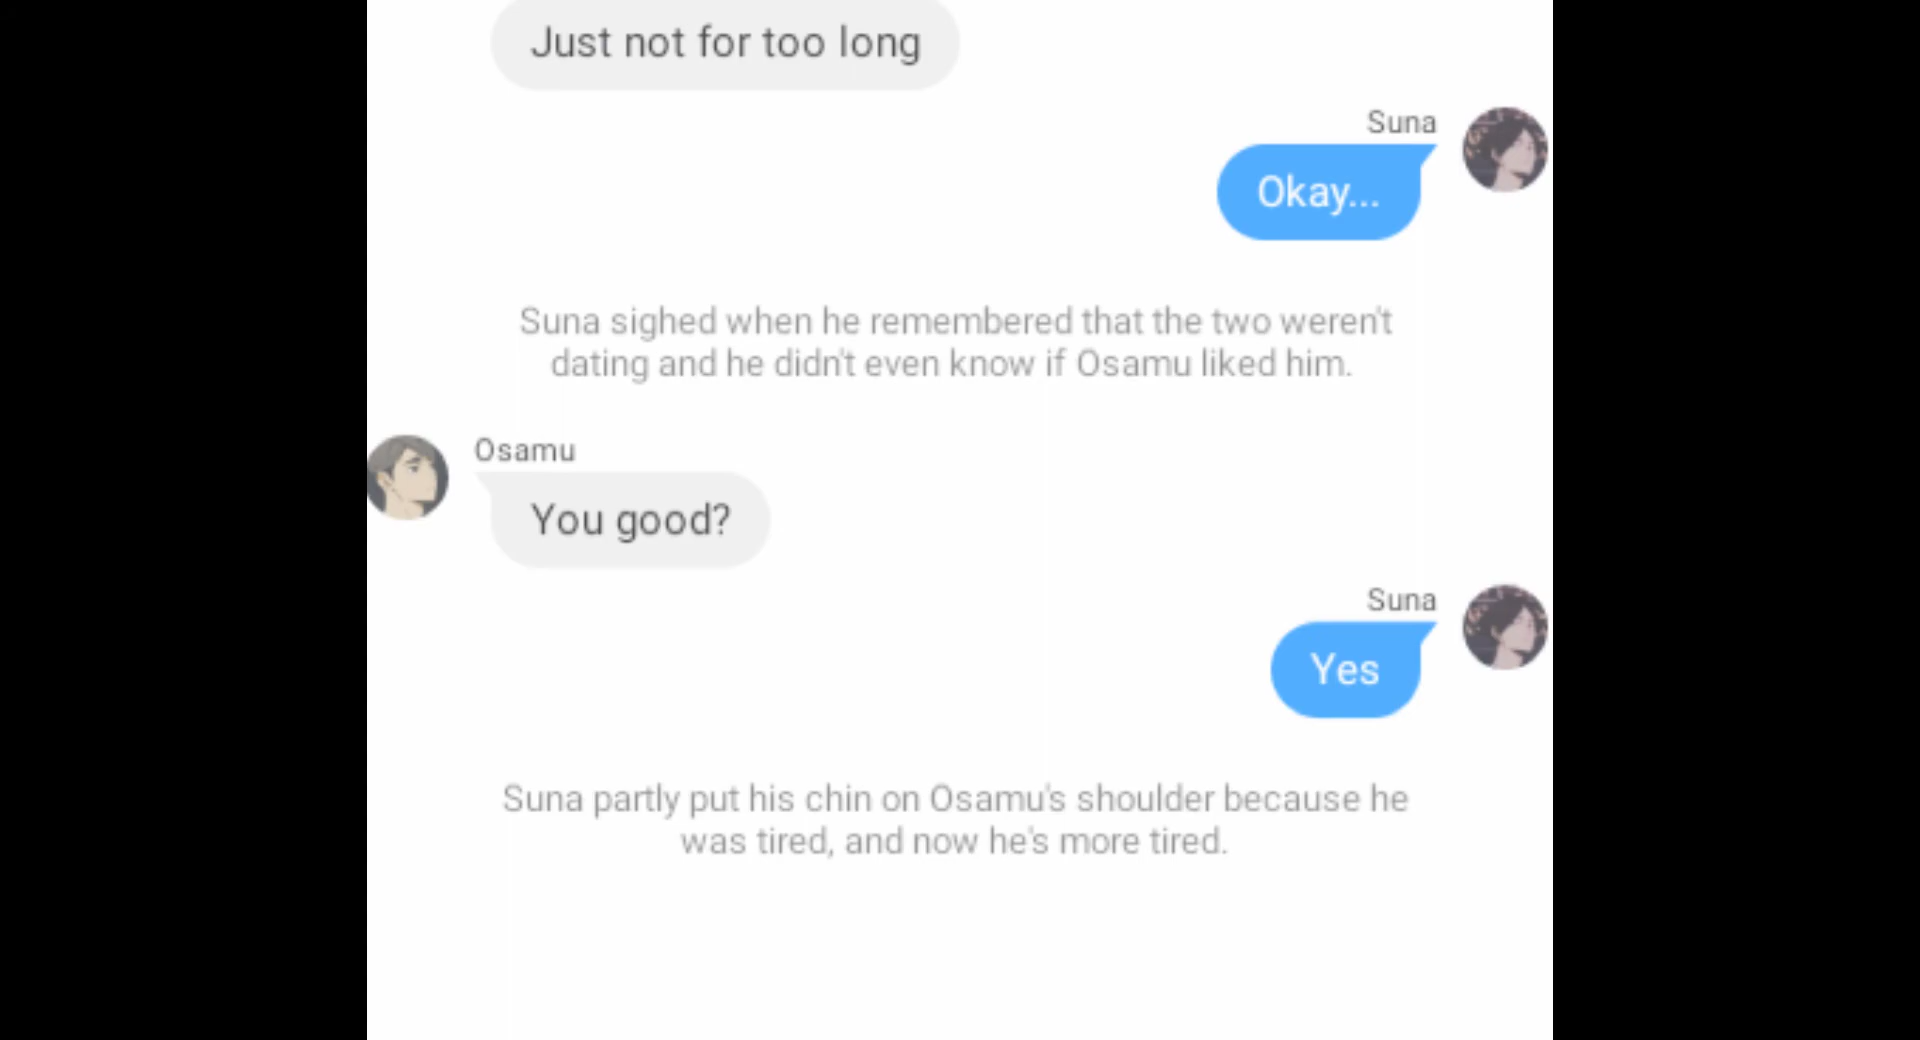 Just not for too long
Suna
Okay...
Suna sighed when he remembered that the two weren't
dating and he didn't even know if Osamu liked him.
Osamu
You good?
Suna
Yes
Suna partly put his chin on Osamu's shoulder because he
was tired, and now he's more tired.